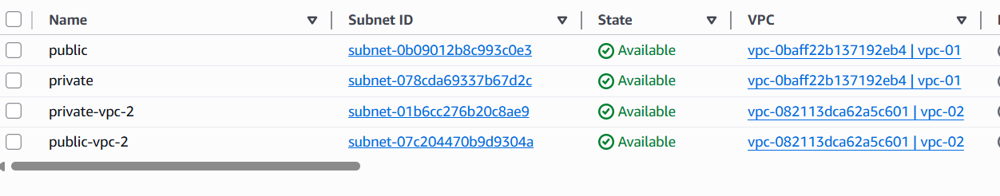 Name Subnet ID State VPC
public subnet-0b09012b8c993c0e3 Available vpc-0baff22b137192eb4 | vpc-01
private subnet-078cda69337b67d2c Available vpc-0baff22b137192eb4 | vpc-01
private-vpc-2 subnet-01b6cc276b20c8ae9 Available vpc-082113dca62a5c601 | vpc-02
public-vpc-2 subnet-07c204470b9d9304a Available vpc-082113dca62a5c601 | vpc-02